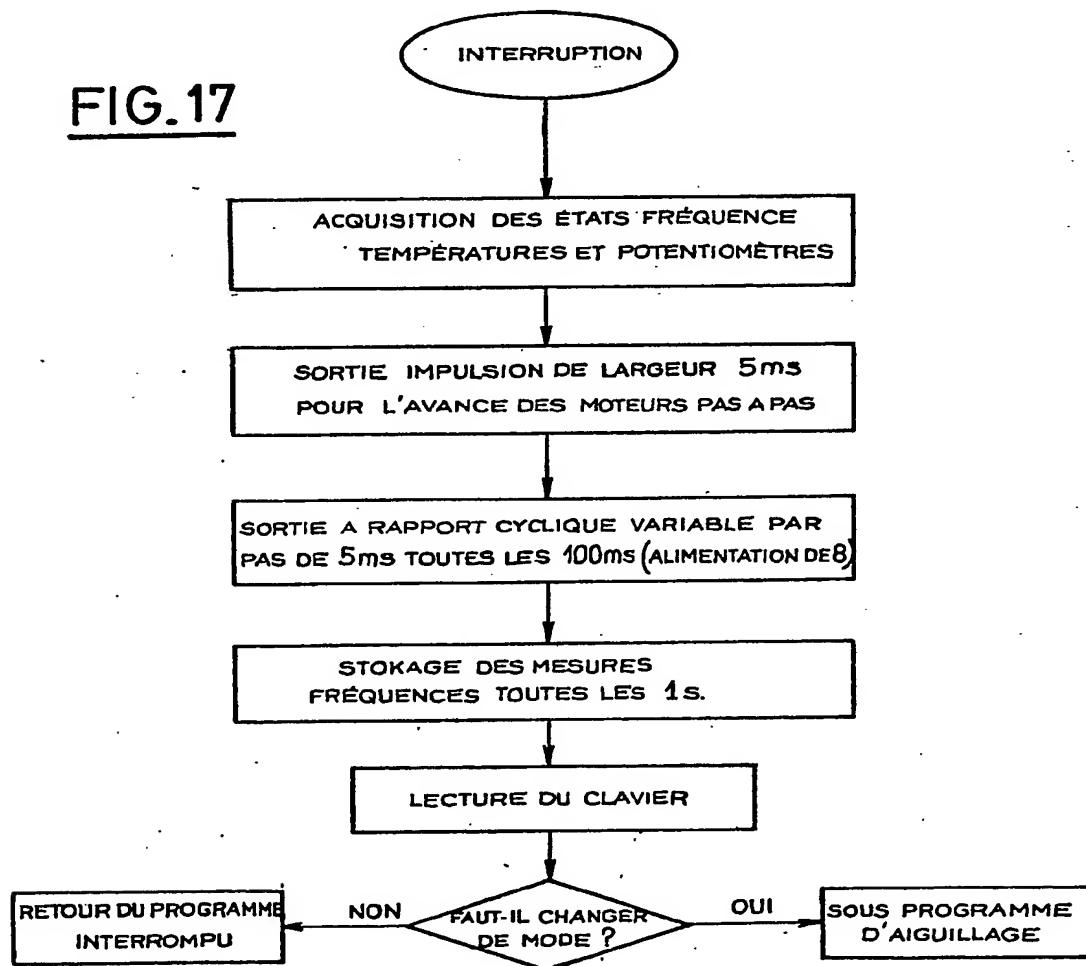 INTERRUPTION
FIG. 17
ACQUISITION DES ÉTATS FRÉQUENCE
TEMPÉRATURES ET POTENTIOMÈTRES
SORTIE IMPULSION DE LARGEUR 5ms
POUR L'AVANCE DES MOTEURS PAS A PAS
SORTIE A RAPPORT CYCLIQUE VARIABLE PAR
PAS DE 5ms TOUTES LES 100ms (ALIMENTATION DE 8)
STOKAGE DES MESURES
FRÉQUENCES TOUTES LES 1s.
LECTURE DU CLAVIER
RETOUR DU PROGRAMME
INTERROMPU
NON
FAUT-IL CHANGER
DE MODE ?
OUI
SOUS PROGRAMME
D'AIGUILLAGE